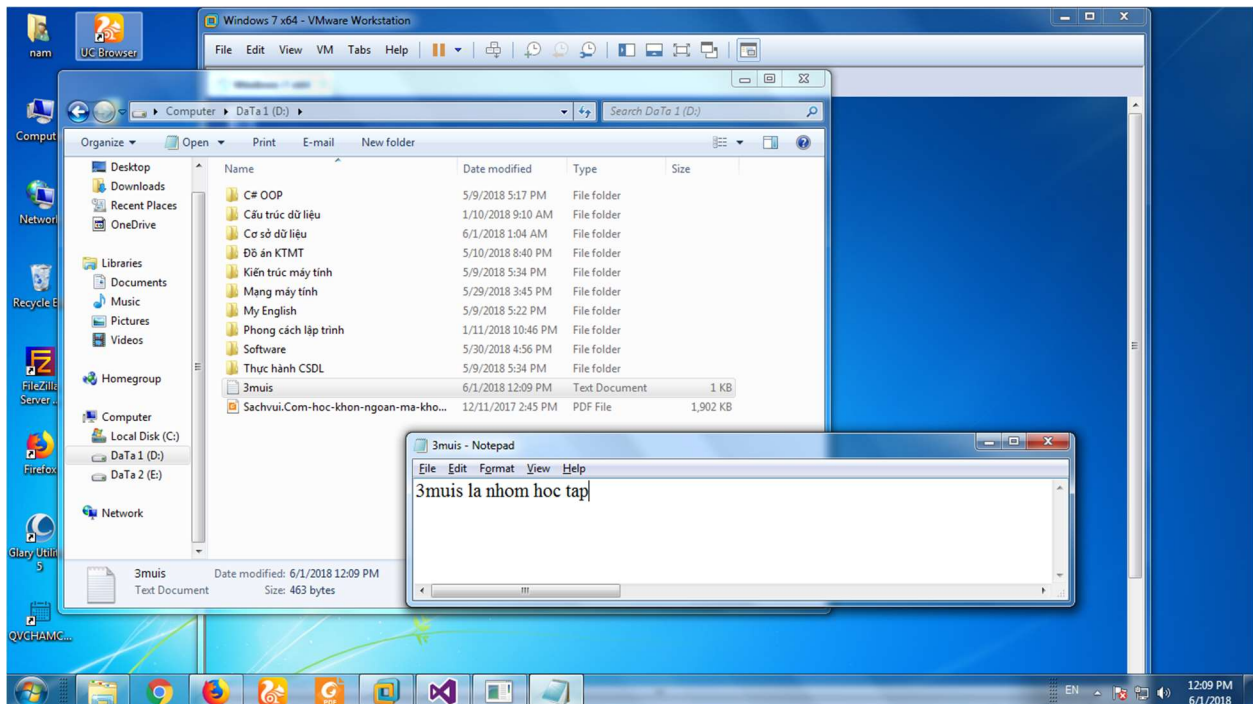 nam
UC Browser
Windows 7 x64 - VMware Workstation
File Edit View VM Tabs Help
Computer DaTa 1 (D:)
Search DaTa 1 (D:)
Organize Open Print E-mail New folder
Name Date modified Type Size
Desktop
Downloads
Recent Places
OneDrive
Libraries
Documents
Music
Pictures
Videos
Homegroup
Computer
Local Disk (C:)
DaTa 1 (D:)
DaTa 2 (E:)
Network
C# OOP 5/9/2018 5:17 PM File folder
Cấu trúc dữ liệu 1/10/2018 9:10 AM File folder
Cơ sở dữ liệu 6/1/2018 1:04 AM File folder
Đồ án KTMT 5/10/2018 8:40 PM File folder
Kiến trúc máy tính 5/9/2018 5:34 PM File folder
Mạng máy tính 5/29/2018 3:45 PM File folder
My English 5/9/2018 5:22 PM File folder
Phong cách lập trình 1/11/2018 10:46 PM File folder
Software 5/30/2018 4:56 PM File folder
Thực hành CSDL 5/9/2018 5:34 PM File folder
3muis 6/1/2018 12:09 PM Text Document 1 KB
Sachvui.Com-hoc-khon-ngoan-ma-kho... 12/11/2017 2:45 PM PDF File 1,902 KB
3muis - Notepad
File Edit Format View Help
3muis la nhom hoc tap
3muis Date modified: 6/1/2018 12:09 PM
Text Document Size: 463 bytes
Comput
Networ
Recycle B
FileZilla
Server
Firefox
Glary Utili
5
QVCHAMC...
EN
12:09 PM
6/1/2018